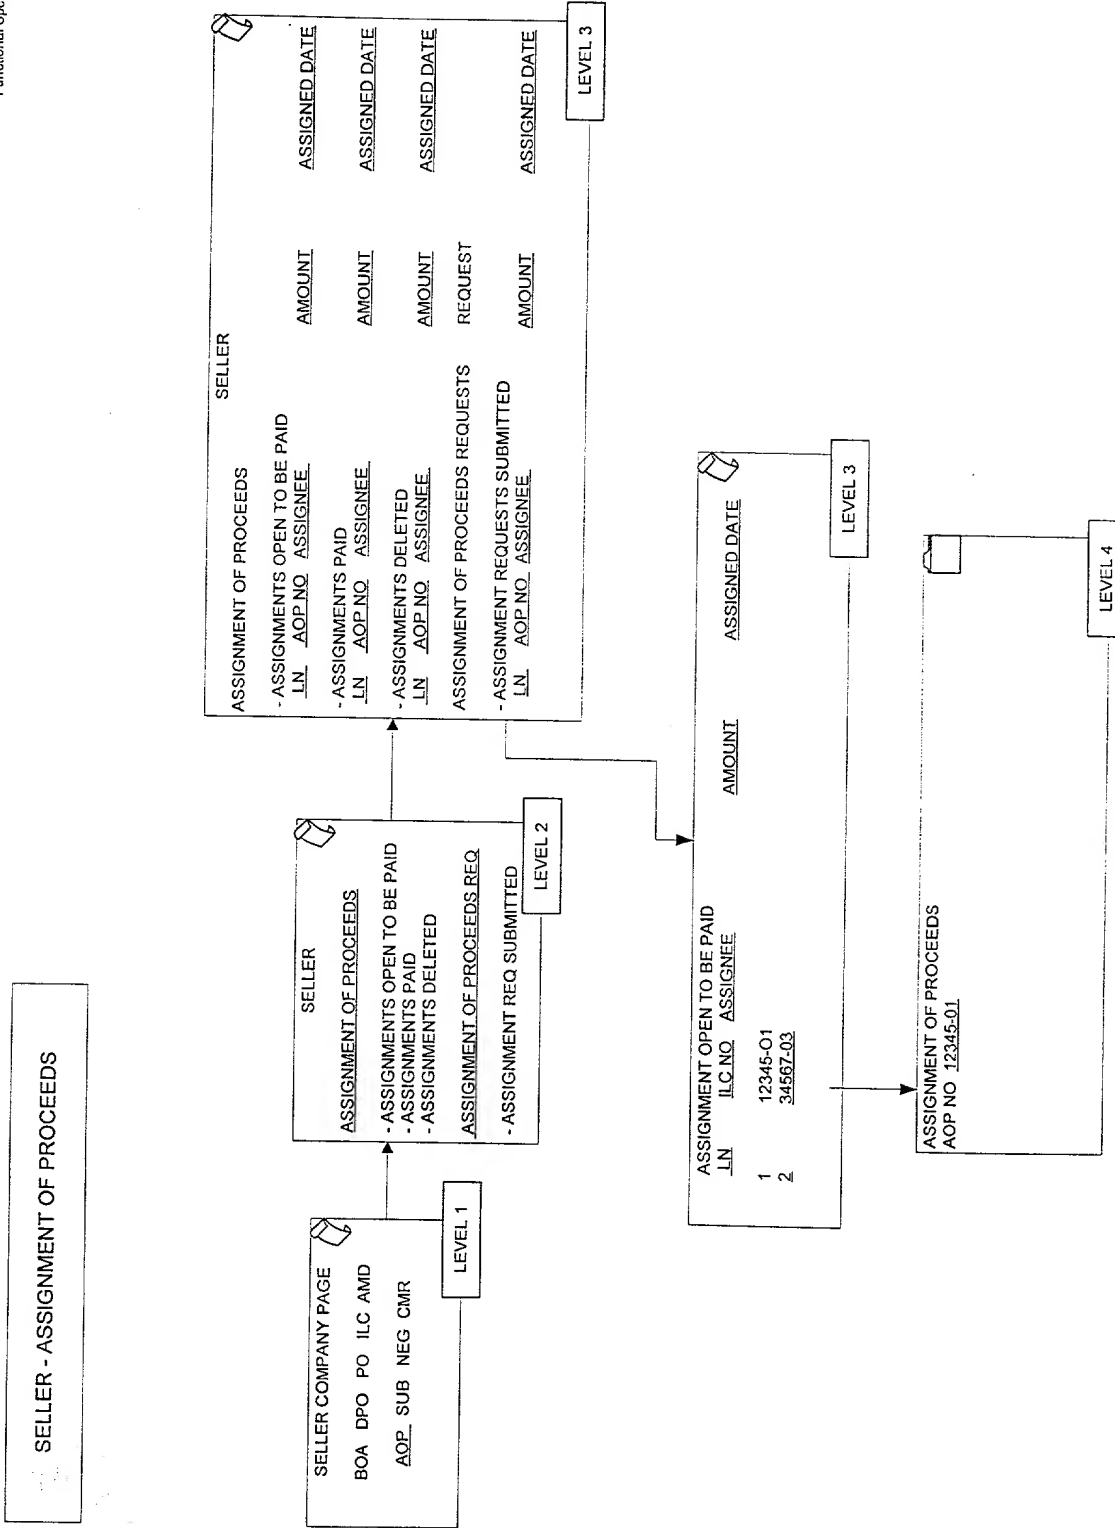 SELLER - ASSIGNMENT OF PROCEEDS
SELLER COMPANY PAGE
BOA DPO PO ILC AMD
AOP SUB NEG CMR
LEVEL 1
SELLER
ASSIGNMENT OF PROCEEDS
- ASSIGNMENTS OPEN TO BE PAID
- ASSIGNMENTS PAID
- ASSIGNMENTS DELETED
ASSIGNMENT OF PROCEEDS REQ
- ASSIGNMENT REQ SUBMITTED
LEVEL 2
SELLER
ASSIGNMENT OF PROCEEDS
- ASSIGNMENTS OPEN TO BE PAID
LN AOP NO ASSIGNEE AMOUNT ASSIGNED DATE
- ASSIGNMENTS PAID
LN AOP NO ASSIGNEE AMOUNT ASSIGNED DATE
- ASSIGNMENTS DELETED
LN AOP NO ASSIGNEE AMOUNT ASSIGNED DATE
ASSIGNMENT OF PROCEEDS REQUESTS REQUEST
- ASSIGNMENT REQUESTS SUBMITTED
LN AOP NO ASSIGNEE AMOUNT ASSIGNED DATE
LEVEL 3
ASSIGNMENT OPEN TO BE PAID
LN ILC NO ASSIGNEE AMOUNT ASSIGNED DATE
1 12345-O1
2 34567-03
LEVEL 3
ASSIGNMENT OF PROCEEDS
AOP NO 12345-01
LEVEL 4